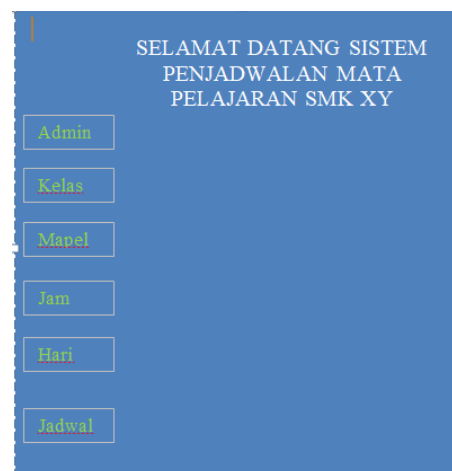 SELAMAT DATANG SISTEM
PENJADWALAN MATA
PELAJARAN SMK XY
Admin
Kelas
Mapel
Jam
Hari
Jadwal